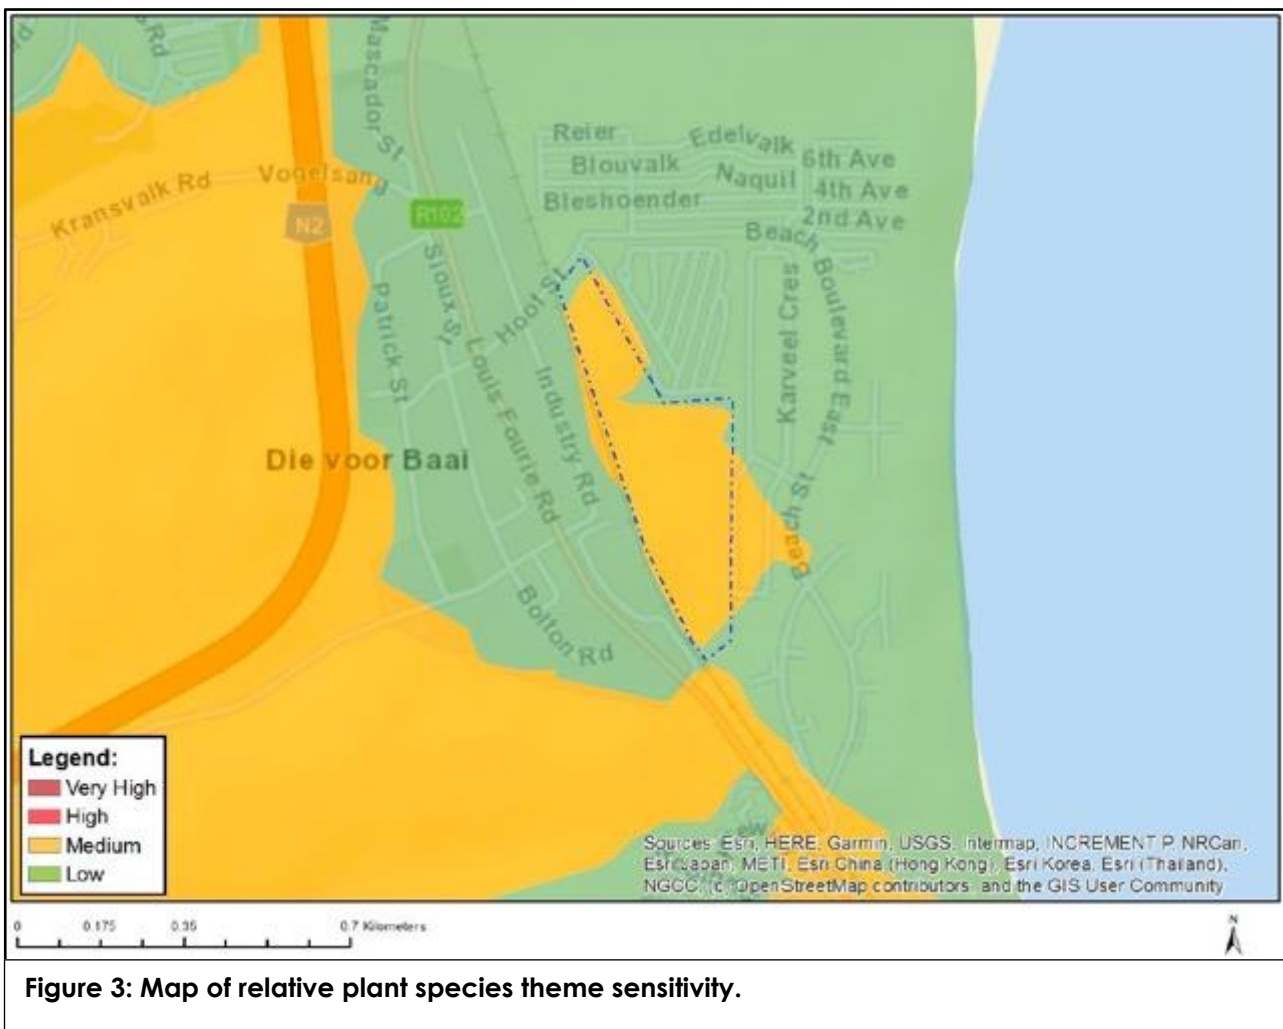 Rd
s Rd
Mascador St
Reier
Edelvalk
6th Ave
Blouvalk
Naquil
4th Ave
Kransvalk Rd
Vogelsang
Bleshoender
2nd Ave
R102
N2
Beach Boulevard East
Sioux St
Hoot St
Karveel Cres
Patrick St
Louis Fourie Rd
Industry Rd
Die voor Baai
Beach St
Bolton Rd
Legend:
Very High
High
Medium
Low
Sources: Esri, HERE, Garmin, USGS, Intermap, INCREMENT P, NRCan,
Esri Japan, METI, Esri China (Hong Kong), Esri Korea, Esri (Thailand),
NGCC, (c) OpenStreetMap contributors, and the GIS User Community
0 0.175 0.35 0.7 Kilometers
N
Figure 3: Map of relative plant species theme sensitivity.